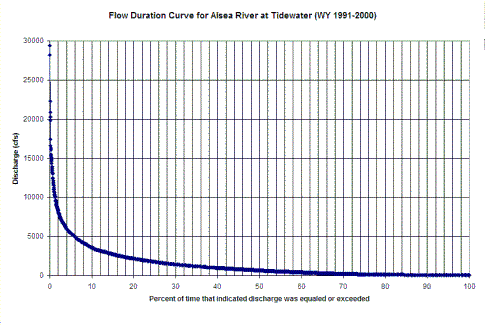 Flow Duration Curve for Alsea River at Tidewater (WY 1991-2000)
30000
25000
20000
15000
10000
5000
0
Discharge (cfs)
0 10 20 30 40 50 60 70 80 90 100
Percent of time that indicated discharge was equaled or exceeded